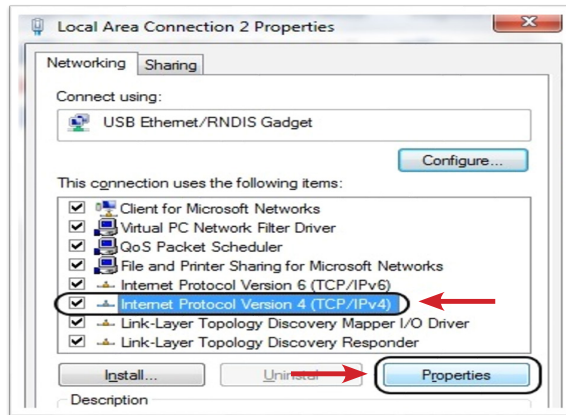 Local Area Connection 2 Properties
Networking Sharing
Connect using:
USB Ethernet/RNDIS Gadget
Configure...
This connection uses the following items:
Client for Microsoft Networks
Virtual PC Network Filter Driver
QoS Packet Scheduler
File and Printer Sharing for Microsoft Networks
Internet Protocol Version 6 (TCP/IPv6)
Internet Protocol Version 4 (TCP/IPv4)
Link-Layer Topology Discovery Mapper I/O Driver
Link-Layer Topology Discovery Responder
Install... Uninstall Properties
Description